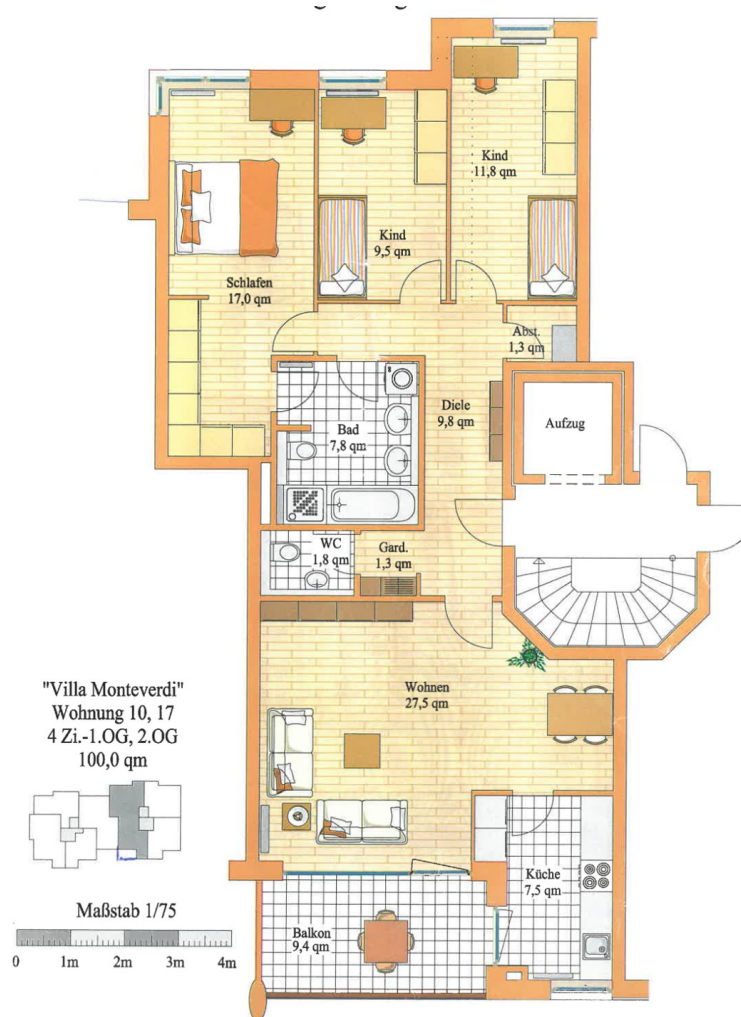 Kind
11,8 qm
Kind
9,5 qm
Schlafen
17,0 qm
Abst.
1,3 qm
Diele
9,8 qm
Aufzug
Bad
7,8 qm
WC
1,8 qm
Gard.
1,3 qm
Wohnen
27,5 qm
"Villa Monteverdi"
Wohnung 10, 17
4 Zi.-1.OG, 2.OG
100,0 qm
Küche
7,5 qm
Maßstab 1/75
0 1m 2m 3m 4m
Balkon
9,4 qm